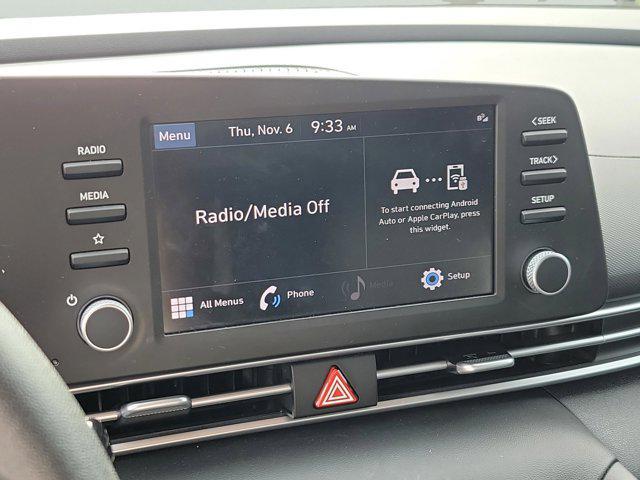 RADIO
MEDIA
Menu
Thu, Nov. 6
9:33 AM
Radio/Media Off
To start connecting Android
Auto or Apple CarPlay, press
this widget.
All Menus
Phone
Media
Setup
<SEEK
TRACK>
SETUP